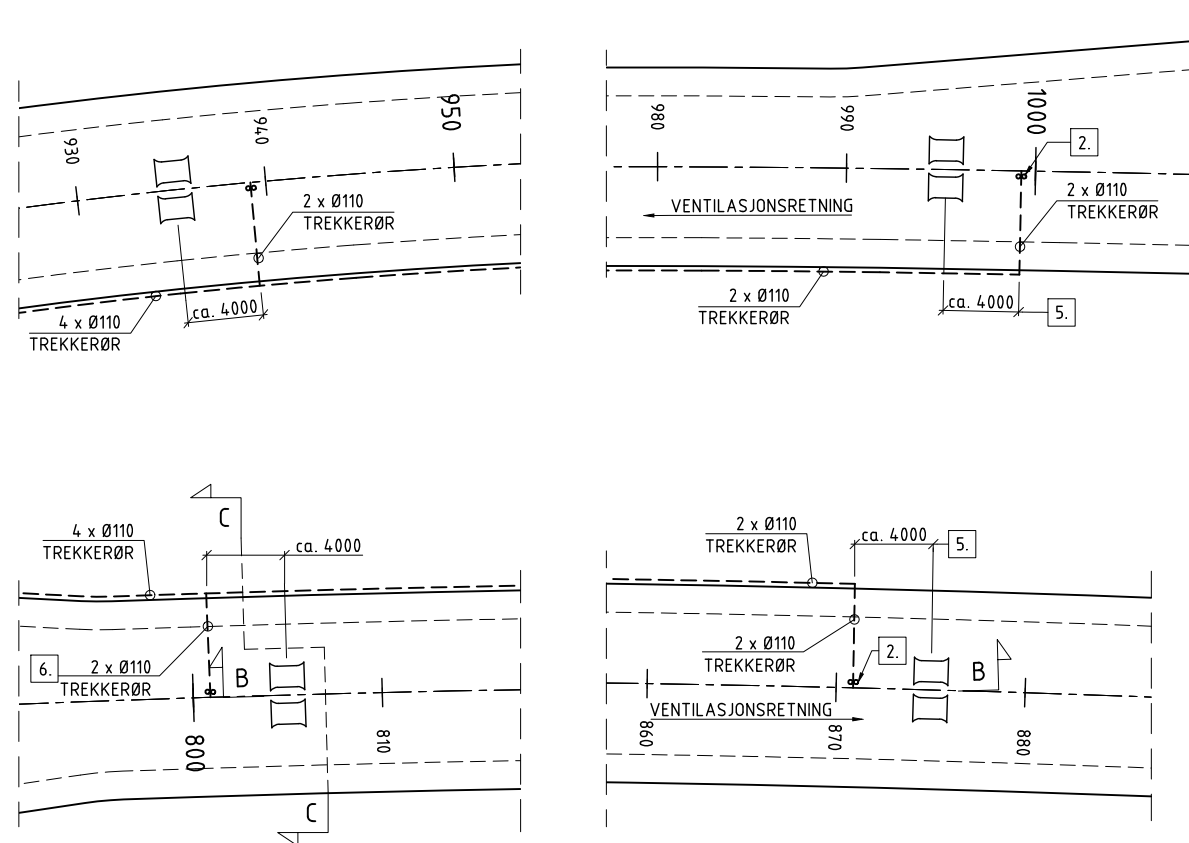 930
940
950
2 x Ø110
TREKKERØR
ca. 4000
4 x Ø110
TREKKERØR
980
990
1000
2.
2 x Ø110
TREKKERØR
VENTILASJONSRETNING
2 x Ø110
TREKKERØR
ca. 4000
5.
C
4 x Ø110
TREKKERØR
ca. 4000
6.
2 x Ø110
TREKKERØR
B
800
810
C
2 x Ø110
TREKKERØR
ca. 4000
5.
2 x Ø110
TREKKERØR
2.
B
VENTILASJONSRETNING
860
870
880